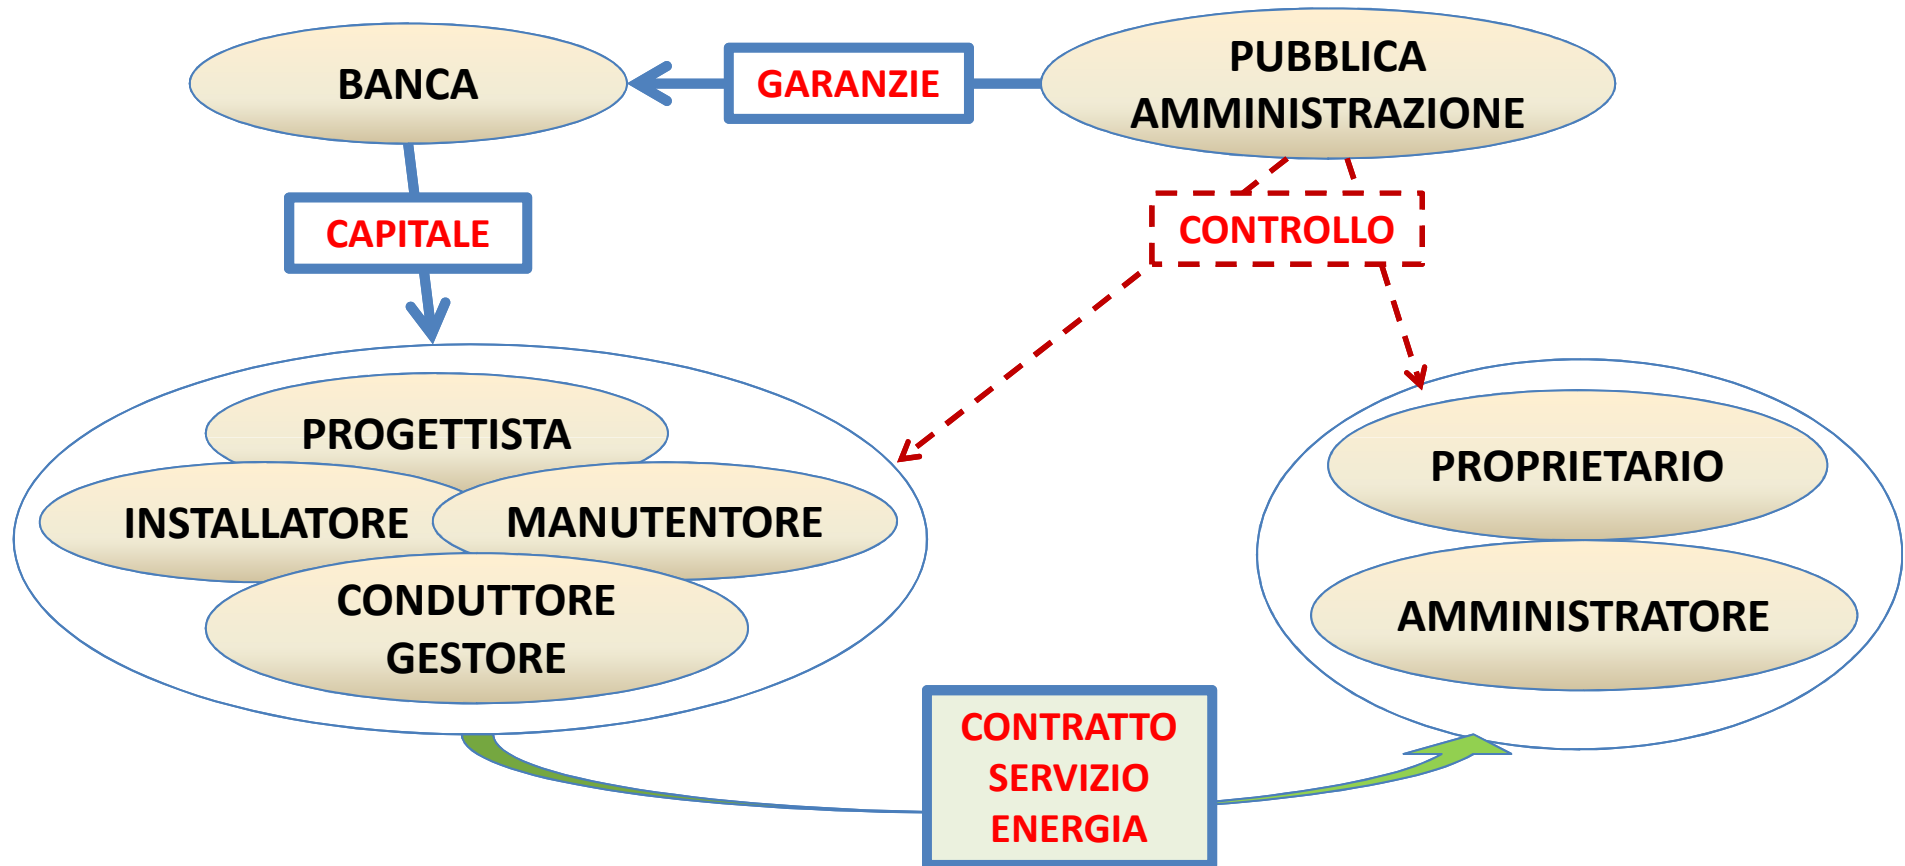 BANCA
GARANZIE
PUBBLICA
AMMINISTRAZIONE
CAPITALE
CONTROLLO
PROGETTISTA
INSTALLATORE
MANUTENTORE
CONDUTTORE
GESTORE
PROPRIETARIO
AMMINISTRATORE
CONTRATTO
SERVIZIO
ENERGIA